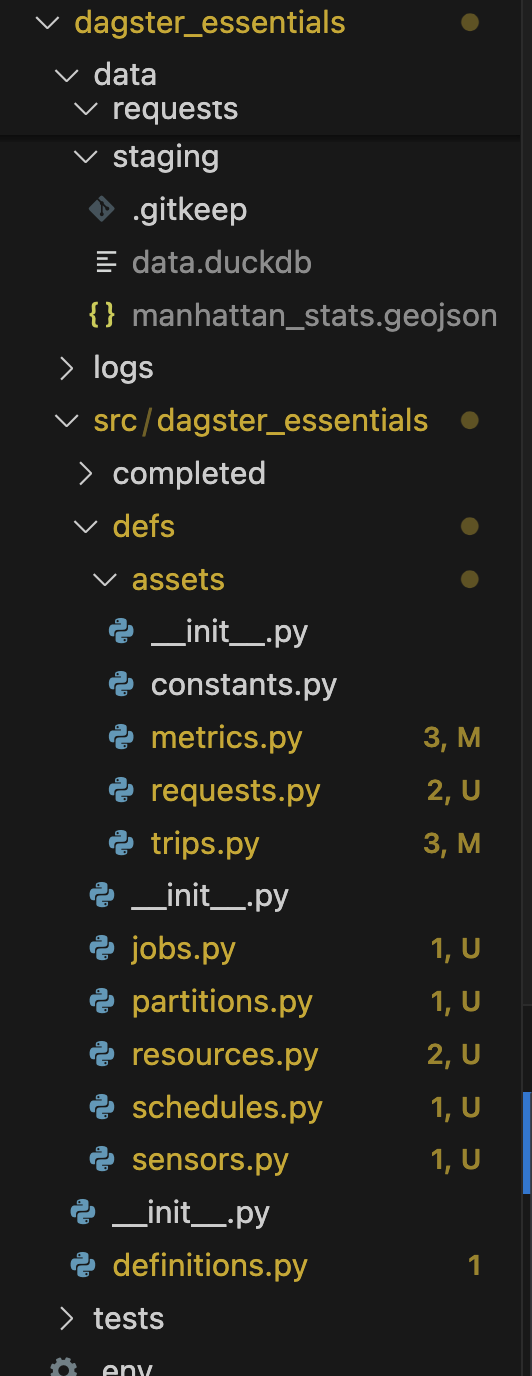 dagster_essentials
data
requests
staging
.gitkeep
data.duckdb
{} manhattan_stats.geojson
logs
src/dagster_essentials
completed
defs
assets
__init__.py
constants.py
metrics.py 3, M
requests.py 2, U
trips.py 3, M
__init__.py
jobs.py 1, U
partitions.py 1, U
resources.py 2, U
schedules.py 1, U
sensors.py 1, U
__init__.py
definitions.py 1
tests
.env